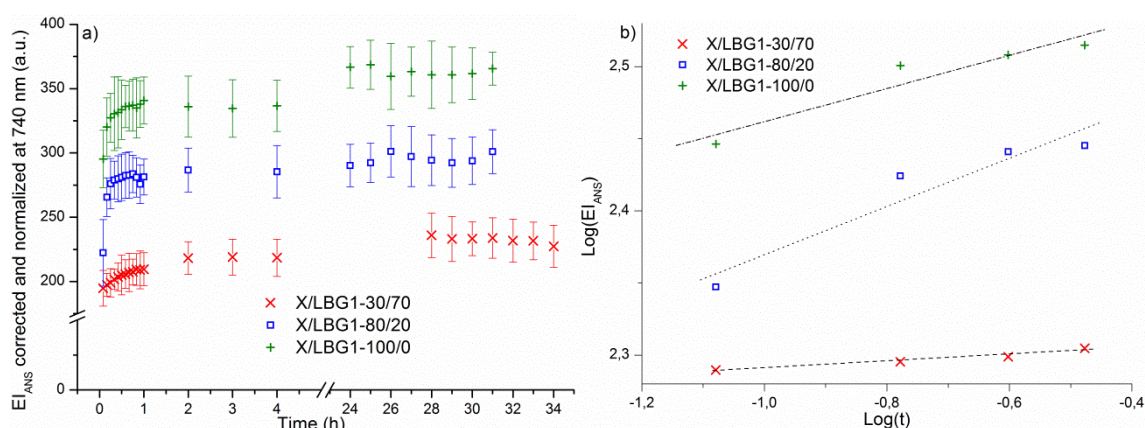 a)
EI_ANS corrected and normalized at 740 nm (a.u.)
400
350
300
250
200
0
X/LBG1-30/70
X/LBG1-80/20
X/LBG1-100/0
0 1 2 3 4 24 26 28 30 32 34
Time (h)
b)
X/LBG1-30/70
X/LBG1-80/20
X/LBG1-100/0
Log(EI_ANS)
2,5
2,4
2,3
-1,2 -1,0 -0,8 -0,6 -0,4
Log(t)